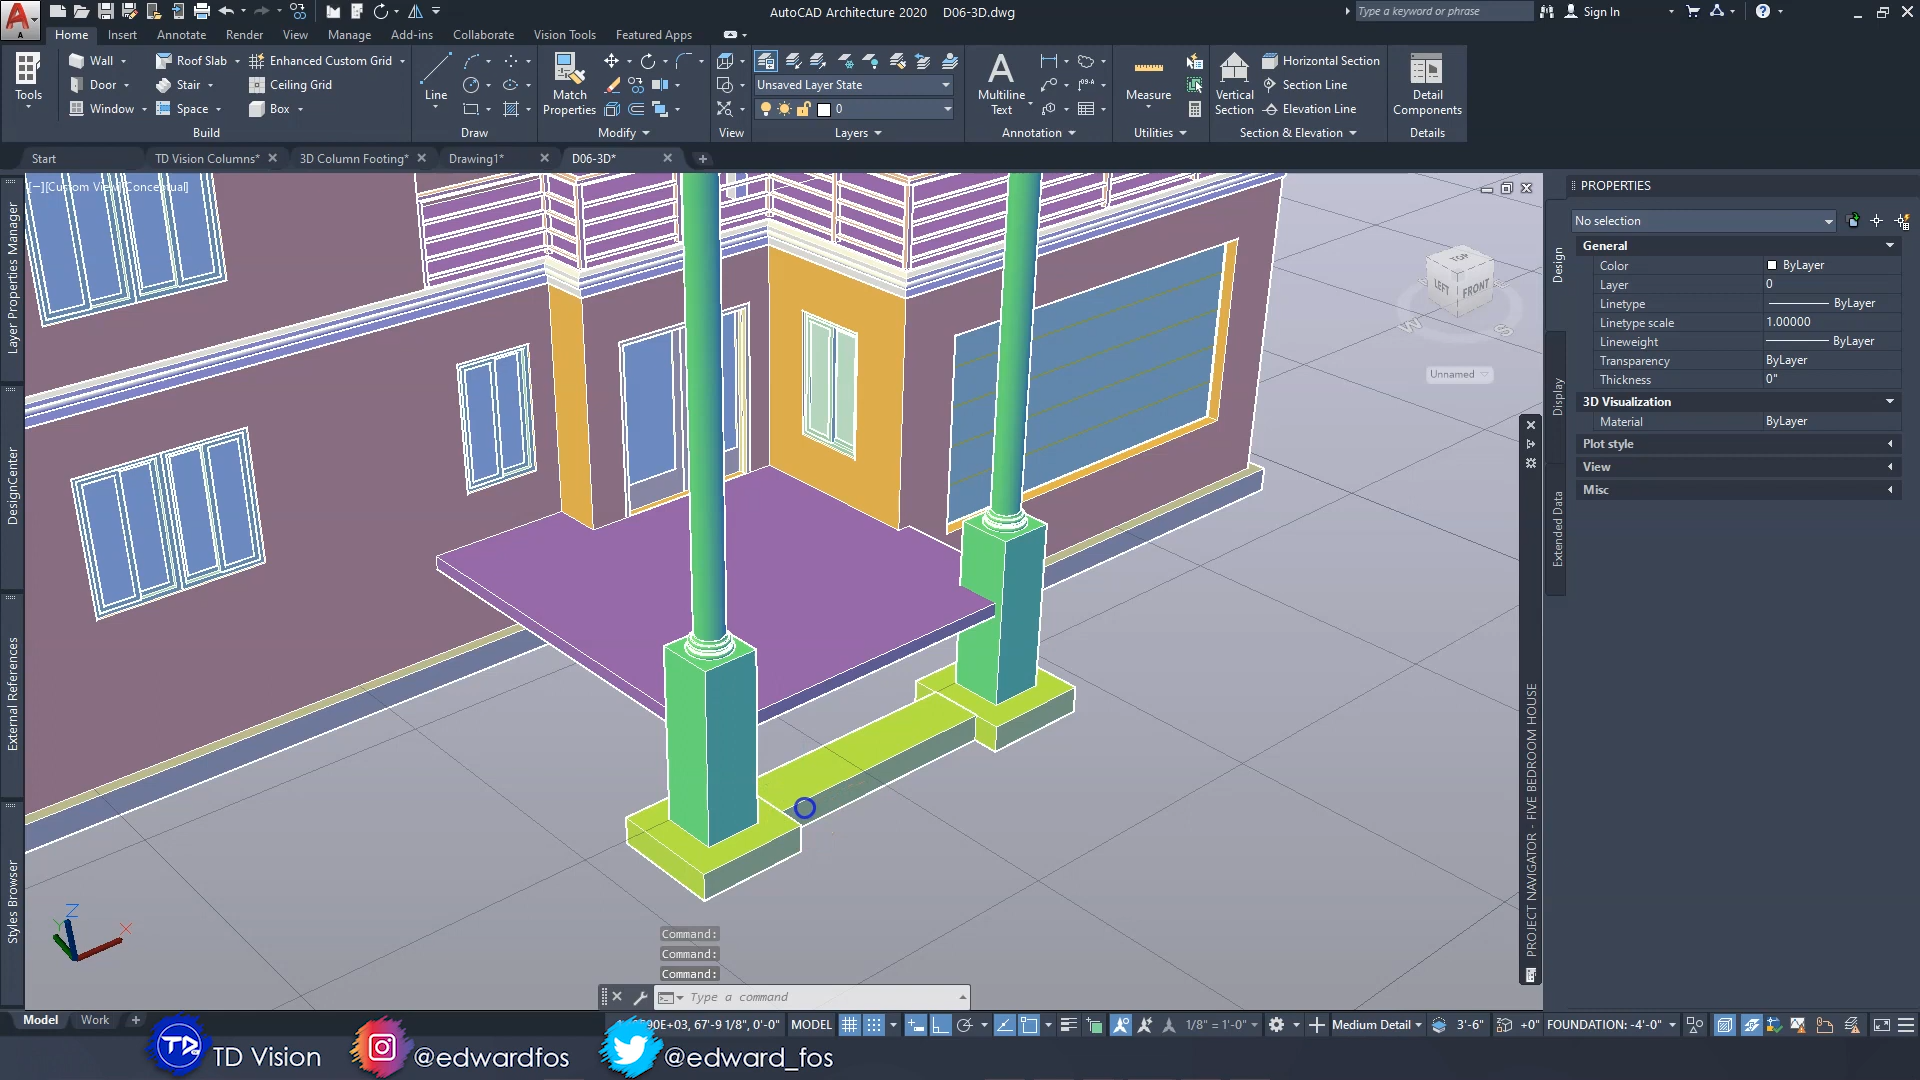 AutoCAD Architecture 2020 D06-3D.dwg
Type a keyword or phrase
Sign In
Home Insert Annotate Render View Manage Add-ins Collaborate Vision Tools Featured Apps
Tools
Wall
Door
Window
Roof Slab
Stair
Space
Enhanced Custom Grid
Ceiling Grid
Box
Build
Line
Draw
Match
Properties
Modify
View
Unsaved Layer State
0
Layers
Multiline
Text
Annotation
Measure
Utilities
Vertical
Section
Horizontal Section
Section Line
Elevation Line
Section & Elevation
Detail
Components
Details
Start TD Vision Columns* 3D Column Footing* Drawing1* D06-3D*
[−][Custom View][Conceptual]
Layer Properties Manager
DesignCenter
External References
Styles Browser
TOP
LEFT FRONT
W S
Unnamed
PROJECT NAVIGATOR - FIVE BEDROOM HOUSE
Design
Display
Extended Data
PROPERTIES
No selection
General
Color ByLayer
Layer 0
Linetype ByLayer
Linetype scale 1.00000
Lineweight ByLayer
Transparency ByLayer
Thickness 0"
3D Visualization
Material ByLayer
Plot style
View
Misc
Z
Y
X
Command:
Command:
Command:
Type a command
Model Work
90E+03, 67'-9 1/8", 0'-0" MODEL 1/8" = 1'-0" Medium Detail 3'-6" +0" FOUNDATION: -4'-0"
TD Vision @edwardfos @edward_fos